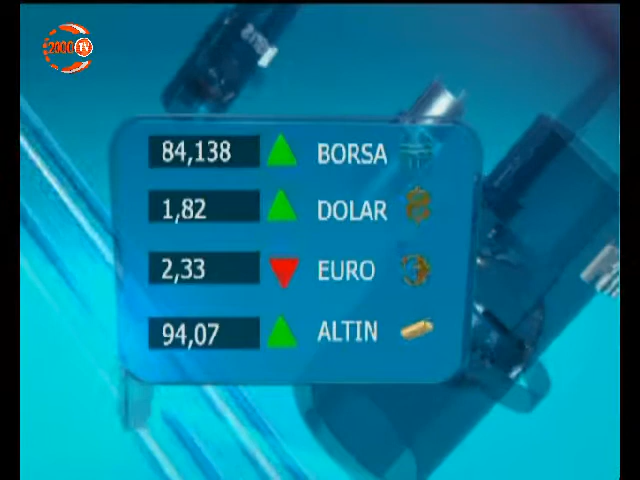 2000 TV
84,138 BORSA
1,82 DOLAR
2,33 EURO
94,07 ALTIN